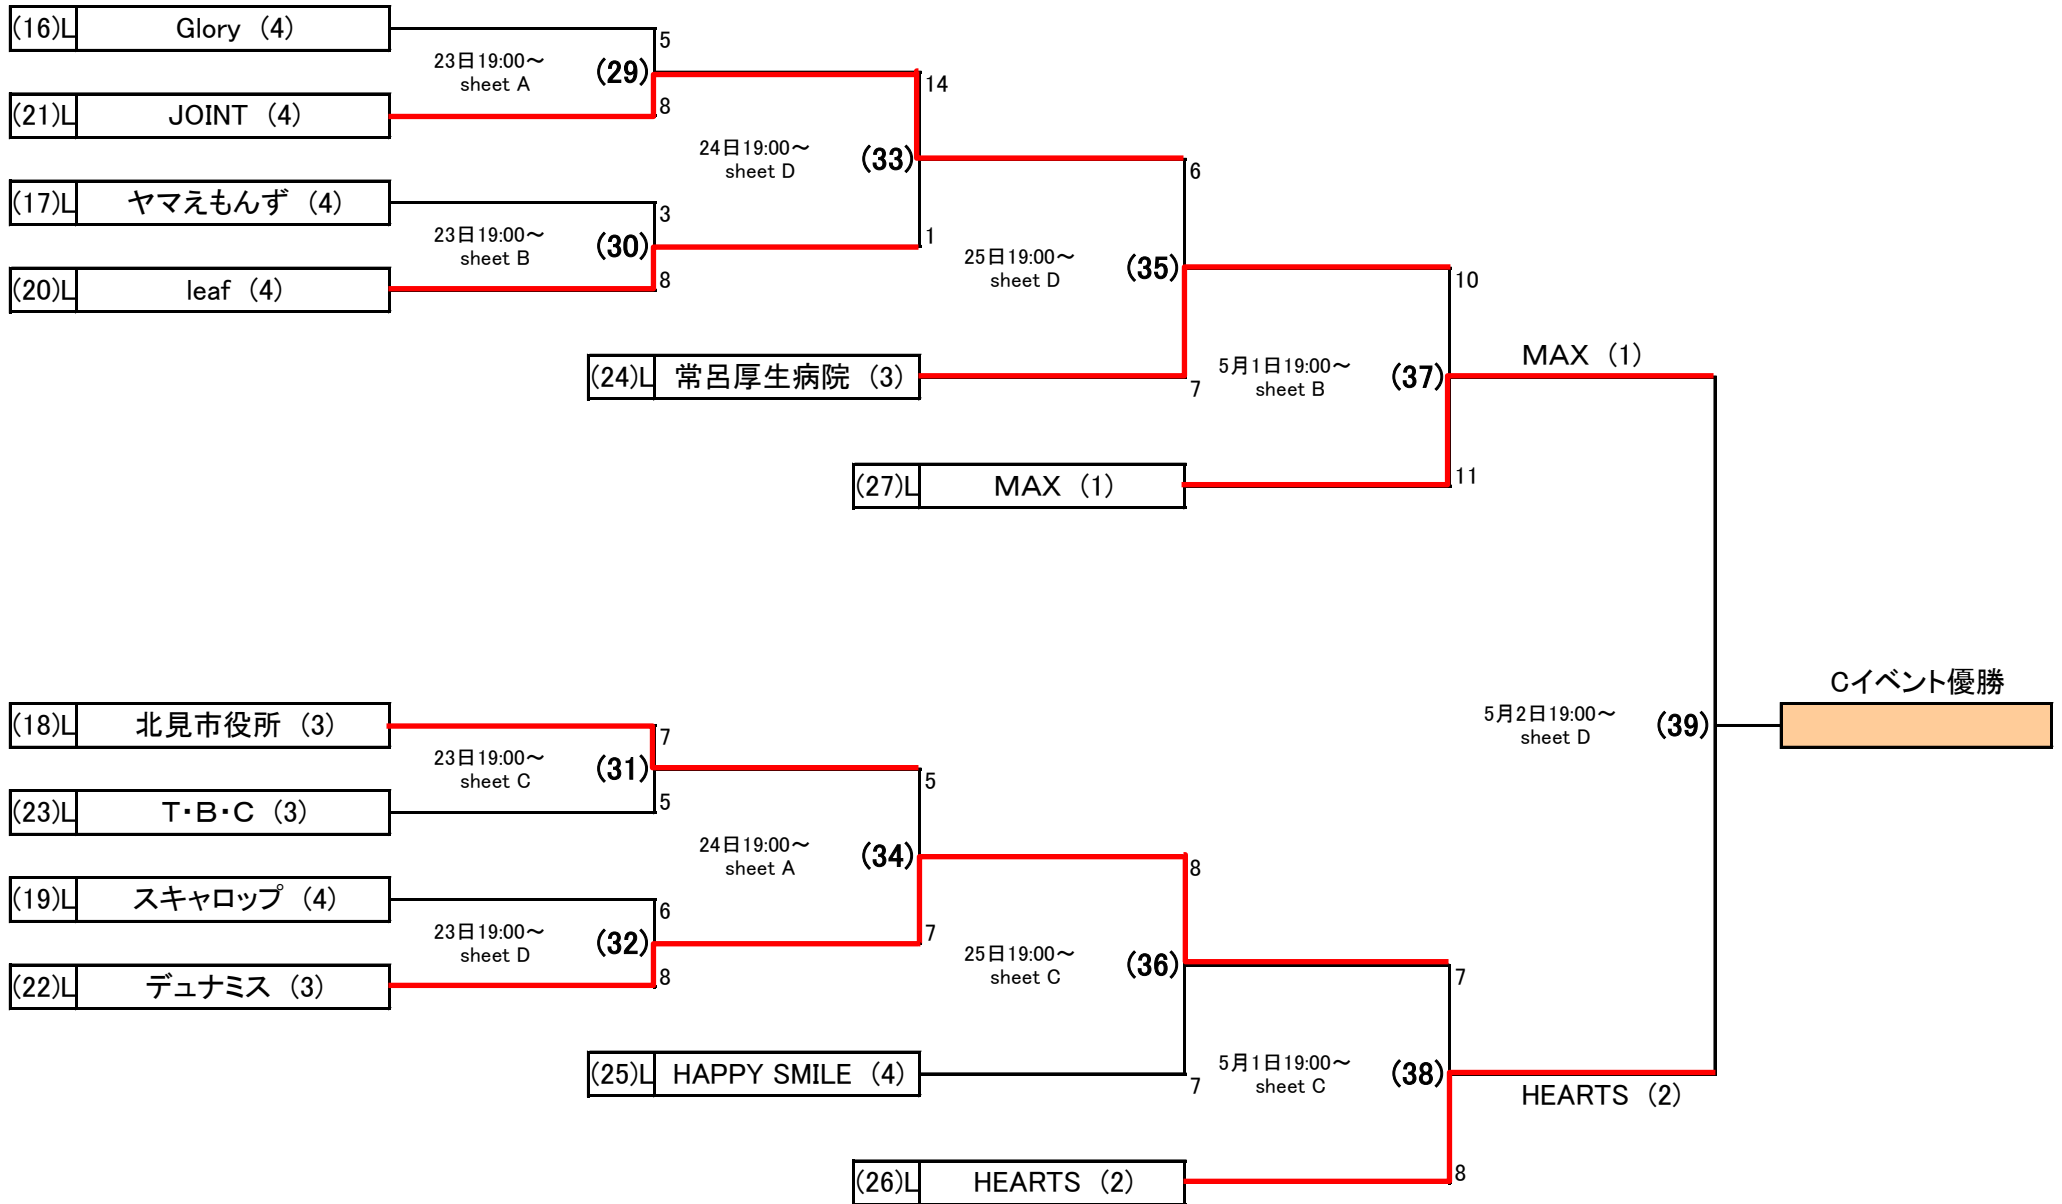 (16)L Glory (4)
5
23日19:00～
sheet A
(29)
14
(21)L JOINT (4)
8
24日19:00～
sheet D
(33)
6
(17)L ヤマえもんず (4)
3
23日19:00～
sheet B
(30)
1
(20)L leaf (4)
8
25日19:00～
sheet D
(35)
10
(24)L 常呂厚生病院 (3)
7
5月1日19:00～
sheet B
(37)
MAX (1)
(27)L MAX (1)
11
Cイベント優勝
5月2日19:00～
sheet D
(39)
(18)L 北見市役所 (3)
7
23日19:00～
sheet C
(31)
5
(23)L T・B・C (3)
5
24日19:00～
sheet A
(34)
8
(19)L スキャロップ (4)
6
23日19:00～
sheet D
(32)
7
(22)L デュナミス (3)
8
25日19:00～
sheet C
(36)
7
(25)L HAPPY SMILE (4)
7
5月1日19:00～
sheet C
(38)
HEARTS (2)
(26)L HEARTS (2)
8